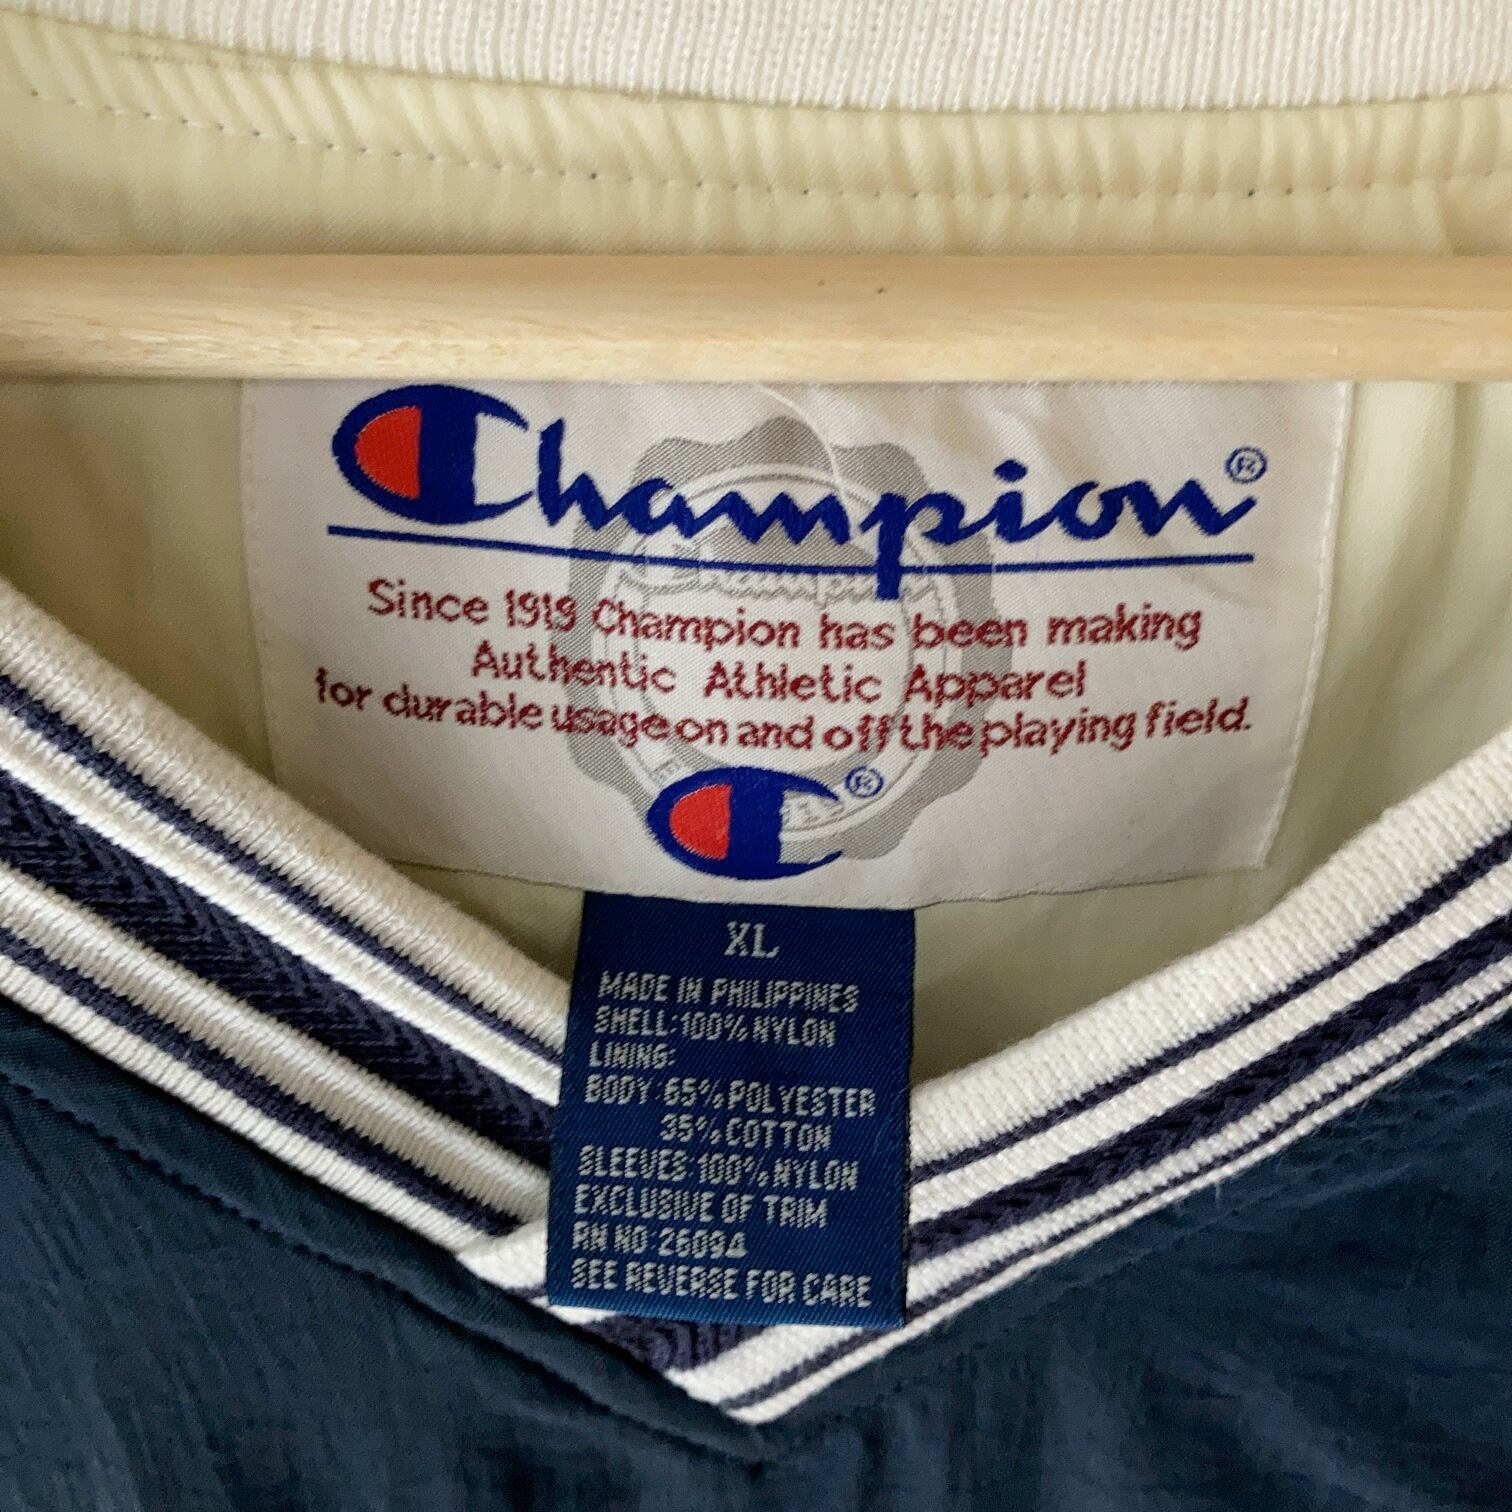 Champion®
Since 1919 Champion has been making
Authentic Athletic Apparel
for durable usage on and off the playing field.
®
XL
MADE IN PHILIPPINES
SHELL: 100% NYLON
LINING:
BODY: 65% POLYESTER
35% COTTON
SLEEVES: 100% NYLON
EXCLUSIVE OF TRIM
RN NO: 26094
SEE REVERSE FOR CARE